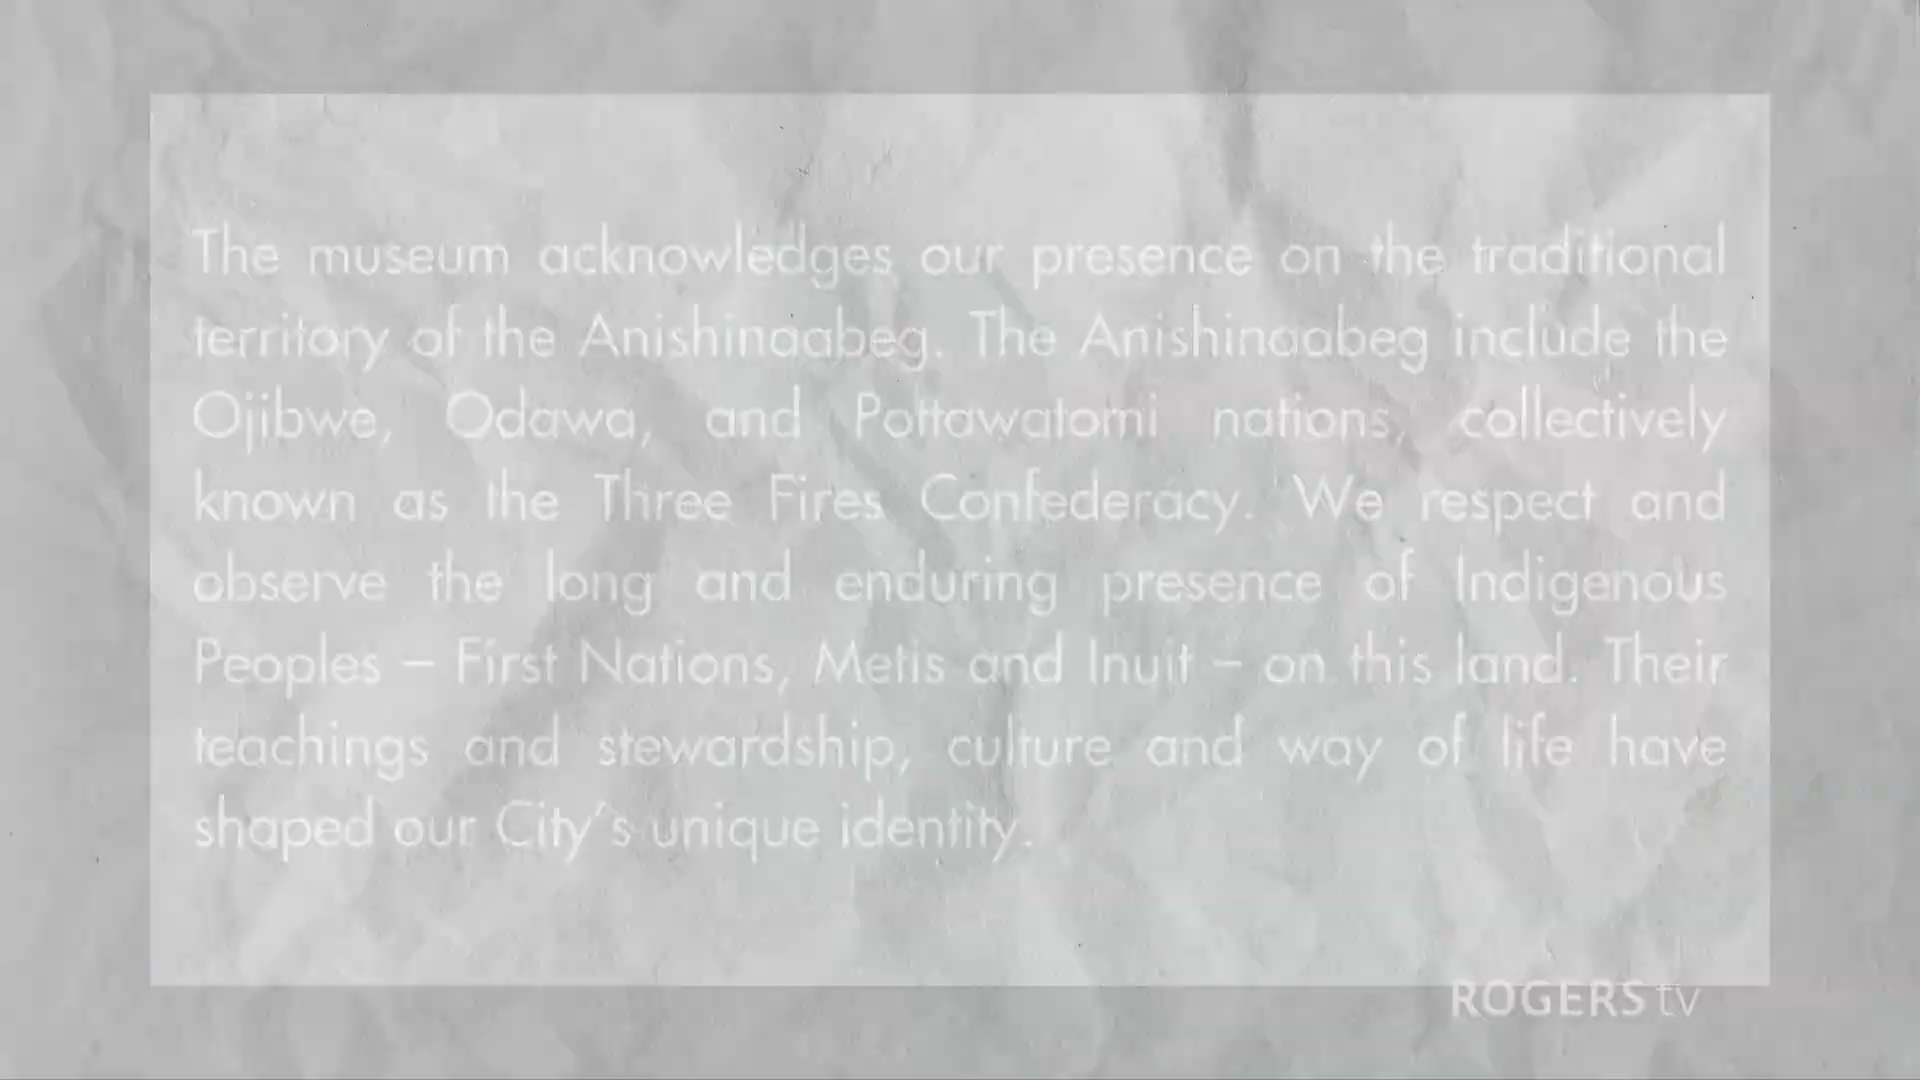 The museum acknowledges our presence on the traditional
territory of the Anishinaabeg. The Anishinaabeg include the
Ojibwe, Odawa, and Pottawatomi nations, collectively
known as the Three Fires Confederacy. We respect and
observe the long and enduring presence of Indigenous
Peoples – First Nations, Metis and Inuit – on this land. Their
teachings and stewardship, culture and way of life have
shaped our City's unique identity.
ROGERS tv